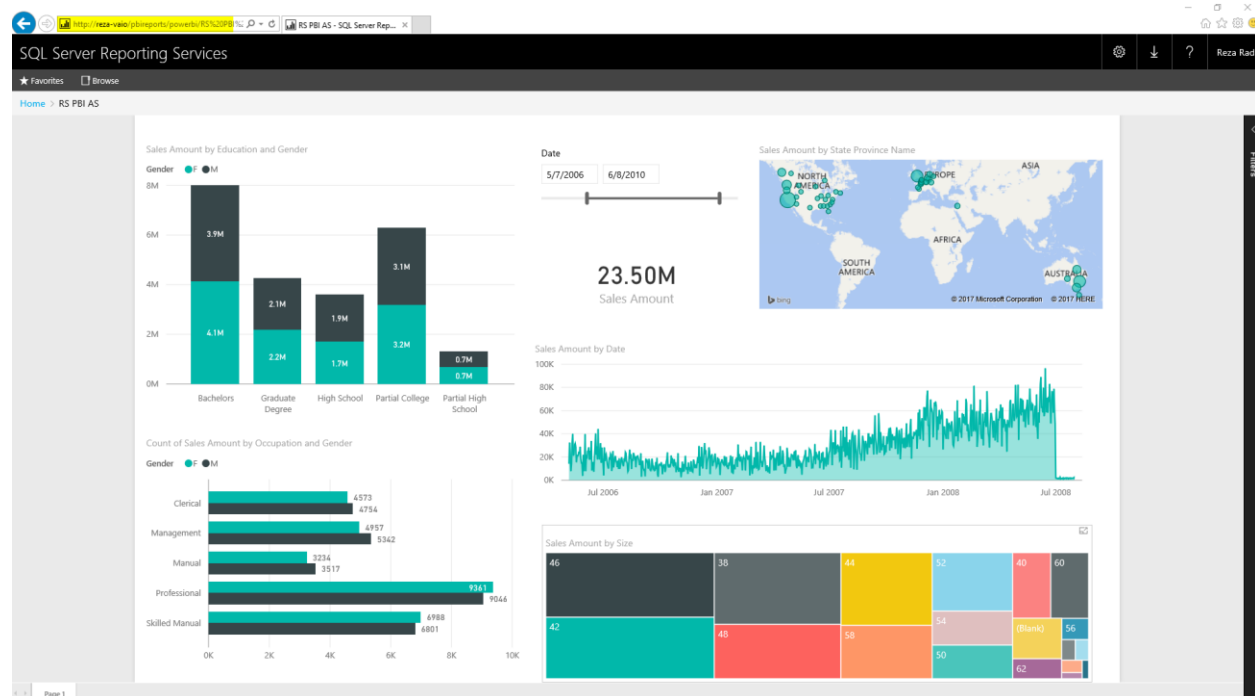 http://reza-vaio/pbireports/powerbi/RS%20PBI%
RS PBI AS - SQL Server Rep...
SQL Server Reporting Services
Reza Rad
Favorites Browse
Home > RS PBI AS
Filters
Sales Amount by Education and Gender
Gender F M
8M
6M
4M
2M
0M
3.9M
4.1M
2.1M
2.2M
1.9M
1.7M
3.1M
3.2M
0.7M
0.7M
Bachelors
Graduate
Degree
High School
Partial College
Partial High
School
Date
5/7/2006 6/8/2010
23.50M
Sales Amount
Sales Amount by State Province Name
NORTH
AMERICA
ASIA
AFRICA
SOUTH
AMERICA
bing
© 2017 Microsoft Corporation © 2017 HERE
Sales Amount by Date
100K
80K
60K
40K
20K
0K
Jul 2006 Jan 2007 Jul 2007 Jan 2008 Jul 2008
Count of Sales Amount by Occupation and Gender
Gender F M
Clerical
4573
4754
Management
4957
5342
Manual
3234
3517
Professional
9361
9046
Skilled Manual
6988
6801
0K 2K 4K 6K 8K 10K
Sales Amount by Size
46
42
38
48
44
58
52
54
50
40
60
(Blank)
56
62
Page 1